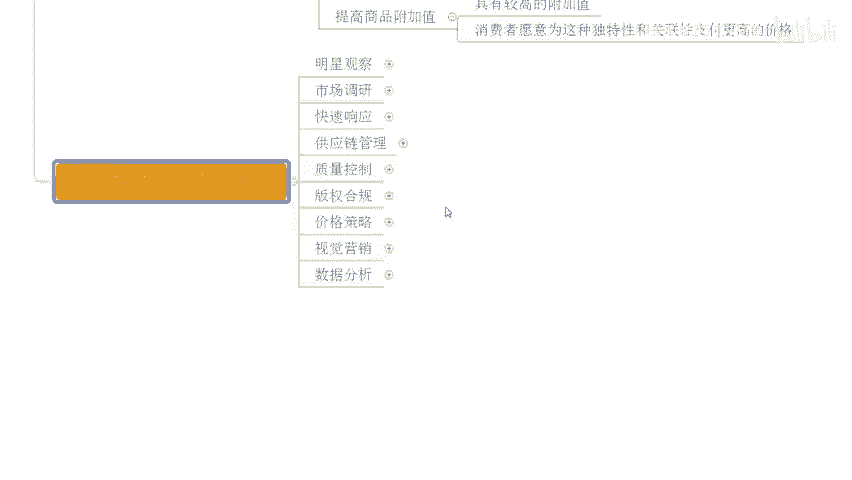 具有较高的附加值
提高商品附加值
消费者愿意为这种独特性和关联性支付更高的价格
明星观察
市场调研
快速响应
供应链管理
质量控制
版权合规
价格策略
视觉营销
数据分析